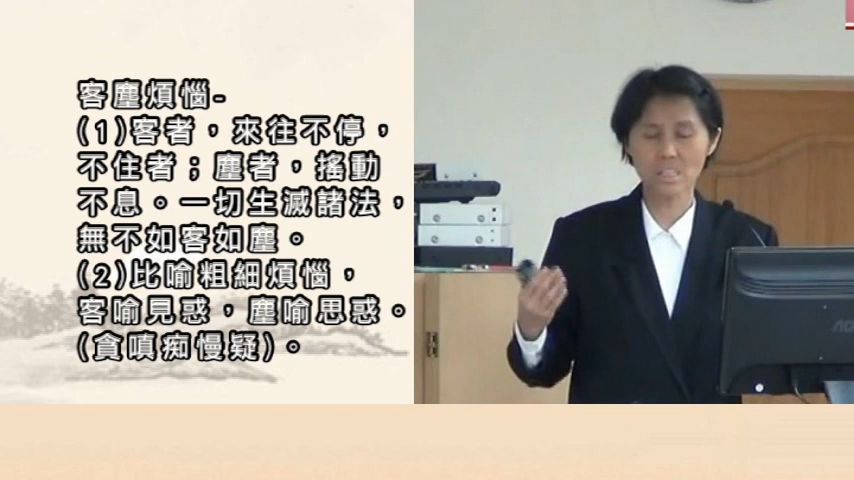 客塵煩惱-
(1)客者，來往不停，
不住者；塵者，搖動
不息。一切生滅諸法，
無不如客如塵。
(2)比喻粗細煩惱，
客喻見惑，塵喻思惑。
(貪嗔痴慢疑)。
AOC